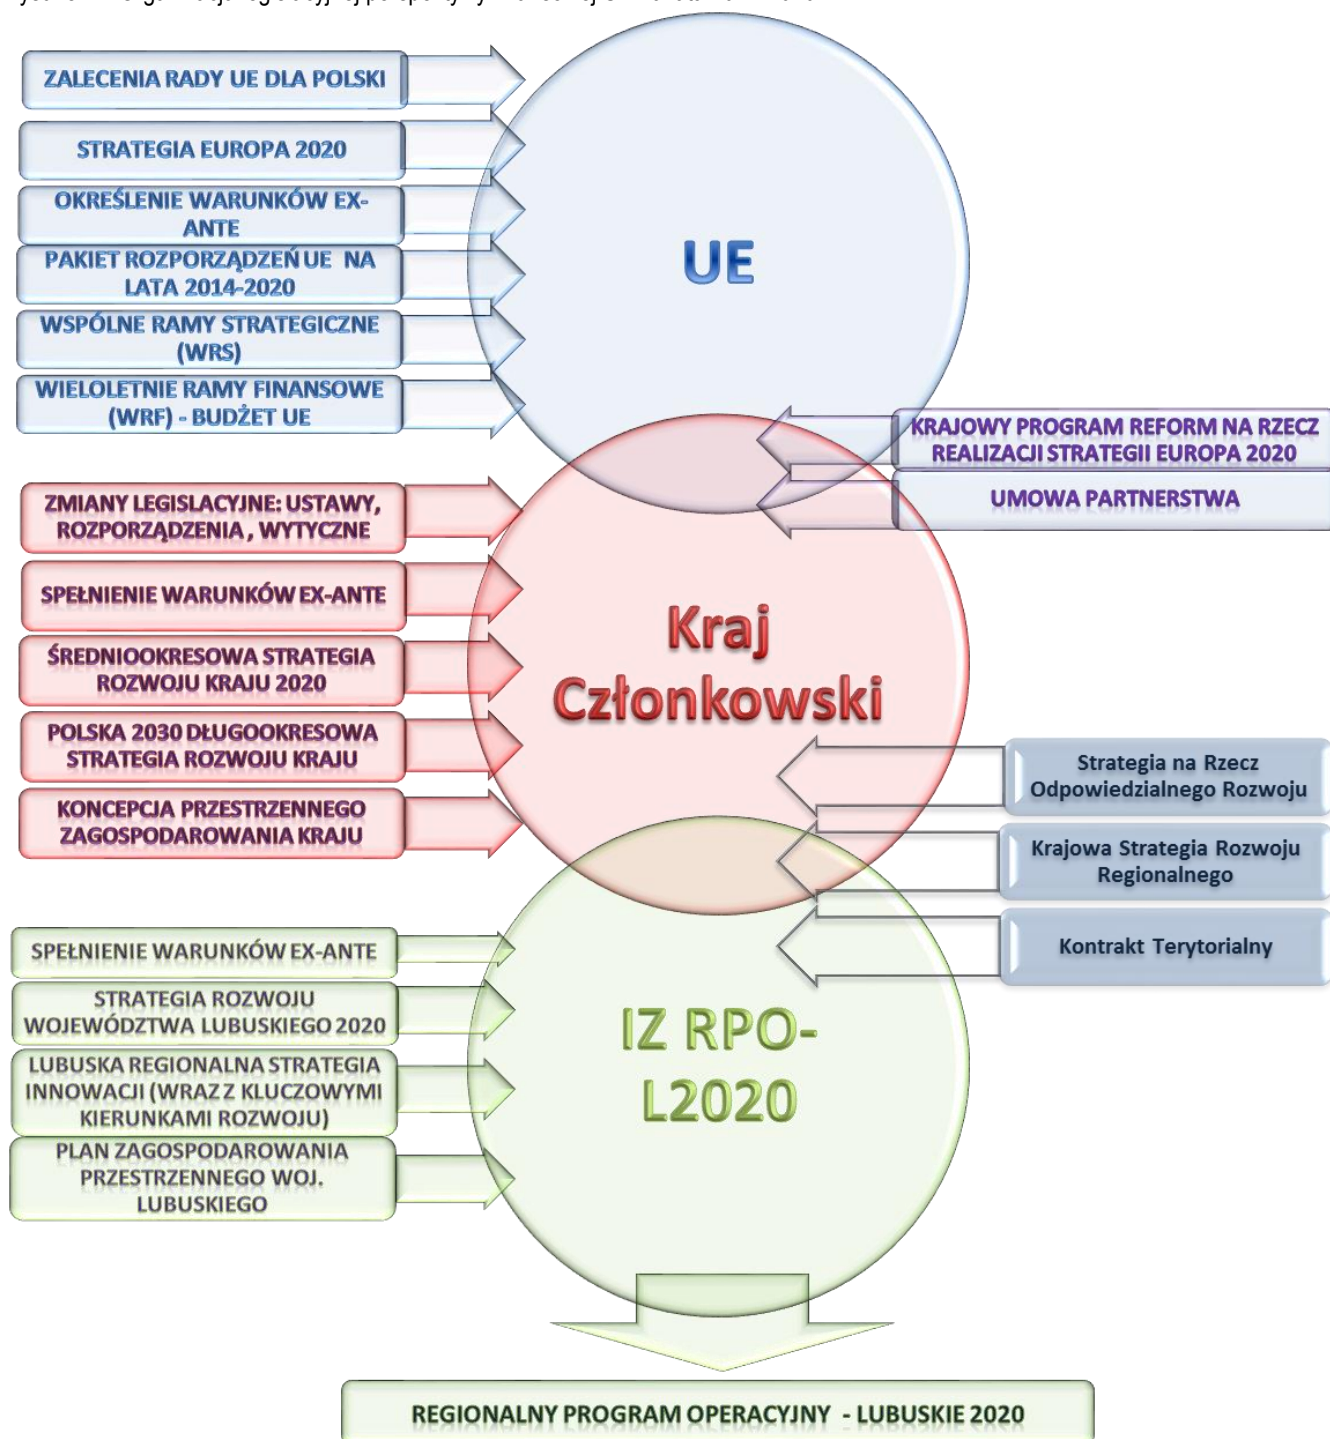 ZALECENIA RADY UE DLA POLSKI
STRATEGIA EUROPA 2020
OKREŚLENIE WARUNKÓW EX-
ANTE
PAKIET ROZPORZĄDZEŃ UE NA
LATA 2014-2020
WSPÓLNE RAMY STRATEGICZNE
(WRS)
WIELOLETNIE RAMY FINANSOWE
(WRF) - BUDŻET UE
UE
KRAJOWY PROGRAM REFORM NA RZECZ
REALIZACJI STRATEGII EUROPA 2020
UMOWA PARTNERSTWA
ZMIANY LEGISLACYJNE: USTAWY,
ROZPORZĄDZENIA , WYTYCZNE
SPEŁNIENIE WARUNKÓW EX-ANTE
ŚREDNIOOKRESOWA STRATEGIA
ROZWOJU KRAJU 2020
POLSKA 2030 DŁUGOOKRESOWA
STRATEGIA ROZWOJU KRAJU
KONCEPCJA PRZESTRZENNEGO
ZAGOSPODAROWANIA KRAJU
Kraj
Członkowski
Strategia na Rzecz
Odpowiedzialnego Rozwoju
Krajowa Strategia Rozwoju
Regionalnego
Kontrakt Terytorialny
SPEŁNIENIE WARUNKÓW EX-ANTE
STRATEGIA ROZWOJU
WOJEWÓDZTWA LUBUSKIEGO 2020
LUBUSKA REGIONALNA STRATEGIA
INNOWACJI (WRAZ Z KLUCZOWYMI
KIERUNKAMI ROZWOJU)
PLAN ZAGOSPODAROWANIA
PRZESTRZENNEGO WOJ.
LUBUSKIEGO
IZ RPO-
L2020
REGIONALNY PROGRAM OPERACYJNY - LUBUSKIE 2020